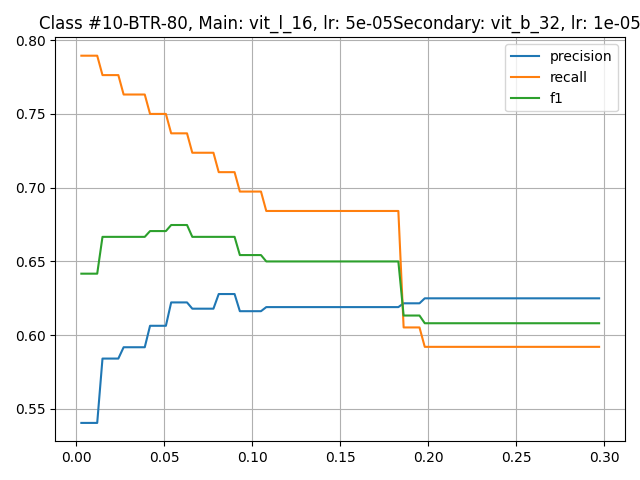 Class #10-BTR-80, Main: vit_l_16, lr: 5e-05Secondary: vit_b_32, lr: 1e-05
0.80
0.75
0.70
0.65
0.60
0.55
precision
recall
f1
0.00 0.05 0.10 0.15 0.20 0.25 0.30